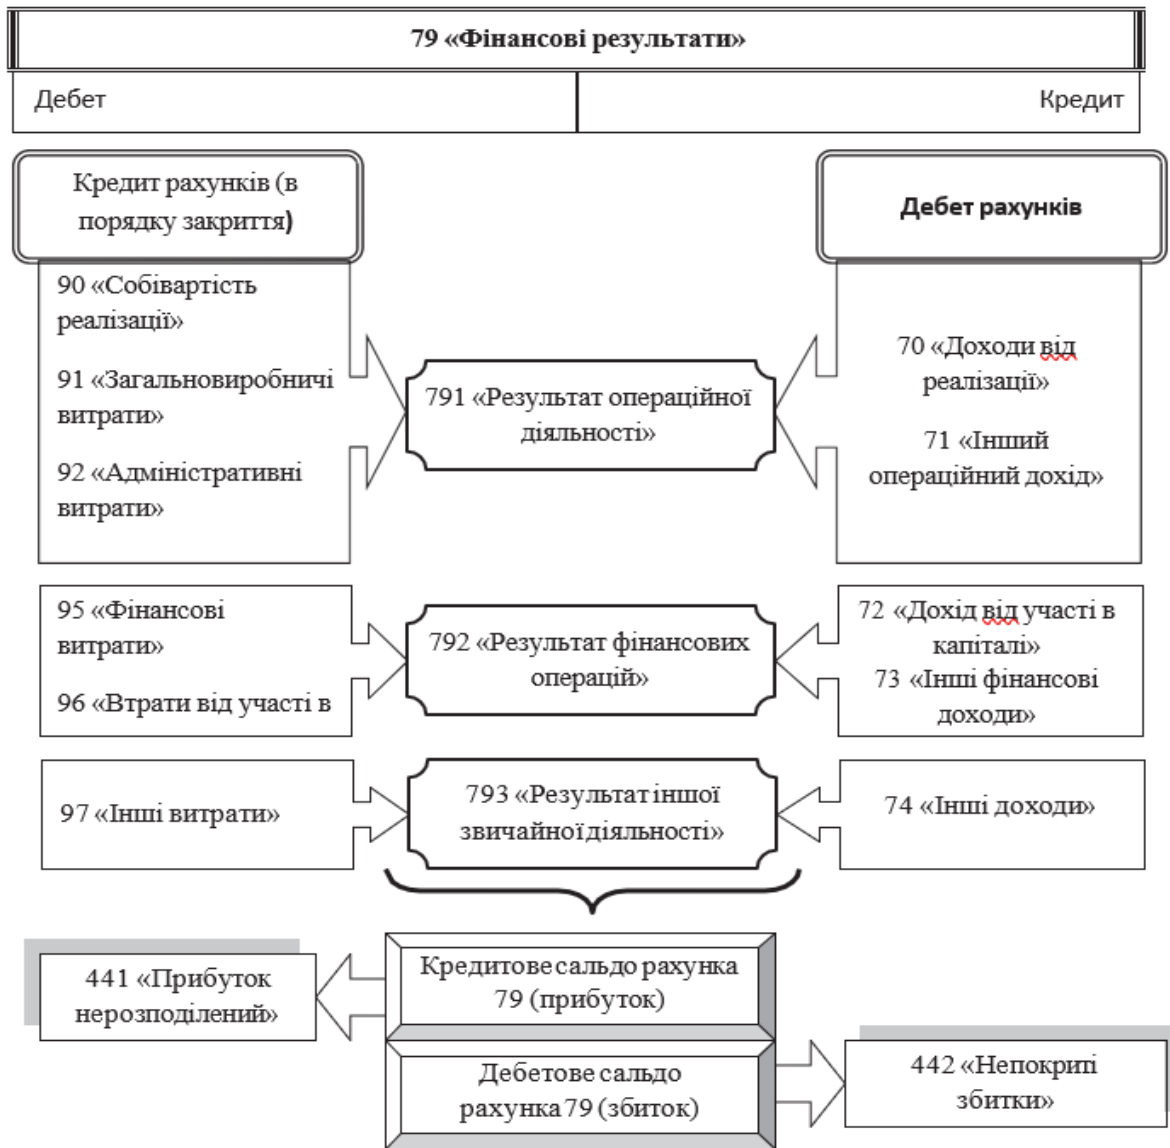 79 «Фінансові результати»
Дебет
Кредит
Кредит рахунків (в
порядку закриття)
Дебет рахунків
90 «Собівартість
реалізації»
91 «Загальновиробничі
витрати»
92 «Адміністративні
витрати»
791 «Результат операційної
діяльності»
70 «Доходи від
реалізації»
71 «Інший
операційний дохід»
95 «Фінансові
витрати»
96 «Втрати від участі в
792 «Результат фінансових
операцій»
72 «Дохід від участі в
капіталі»
73 «Інші фінансові
доходи»
97 «Інші витрати»
793 «Результат іншої
звичайної діяльності»
74 «Інші доходи»
441 «Прибуток
нерозподілений»
Кредитове сальдо рахунка
79 (прибуток)
Дебетове сальдо
рахунка 79 (збиток)
442 «Непокриті
збитки»